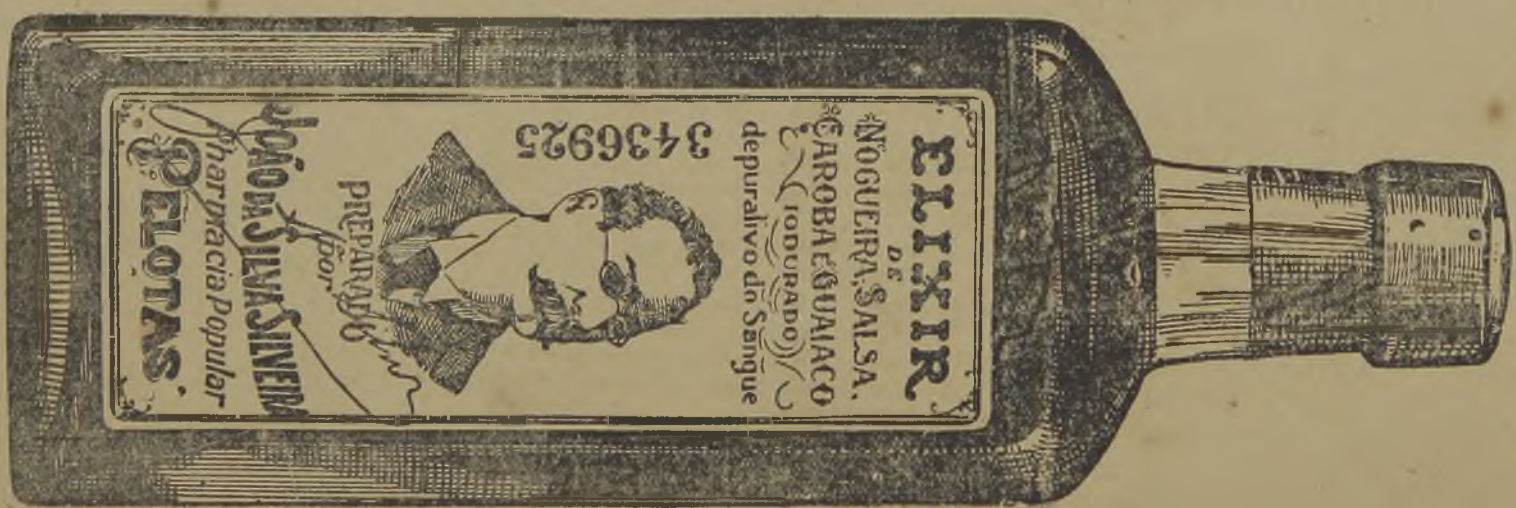 ELIXIR
DE
NOGUEIRA, SALSA,
CAROBA E GUAIACO
(IODURADO)
depurativo do Sangue
3436925
PREPARADO
por
JOÃO DA SILVA SILVEIRA
Pharmacia Popular
PELOTAS.